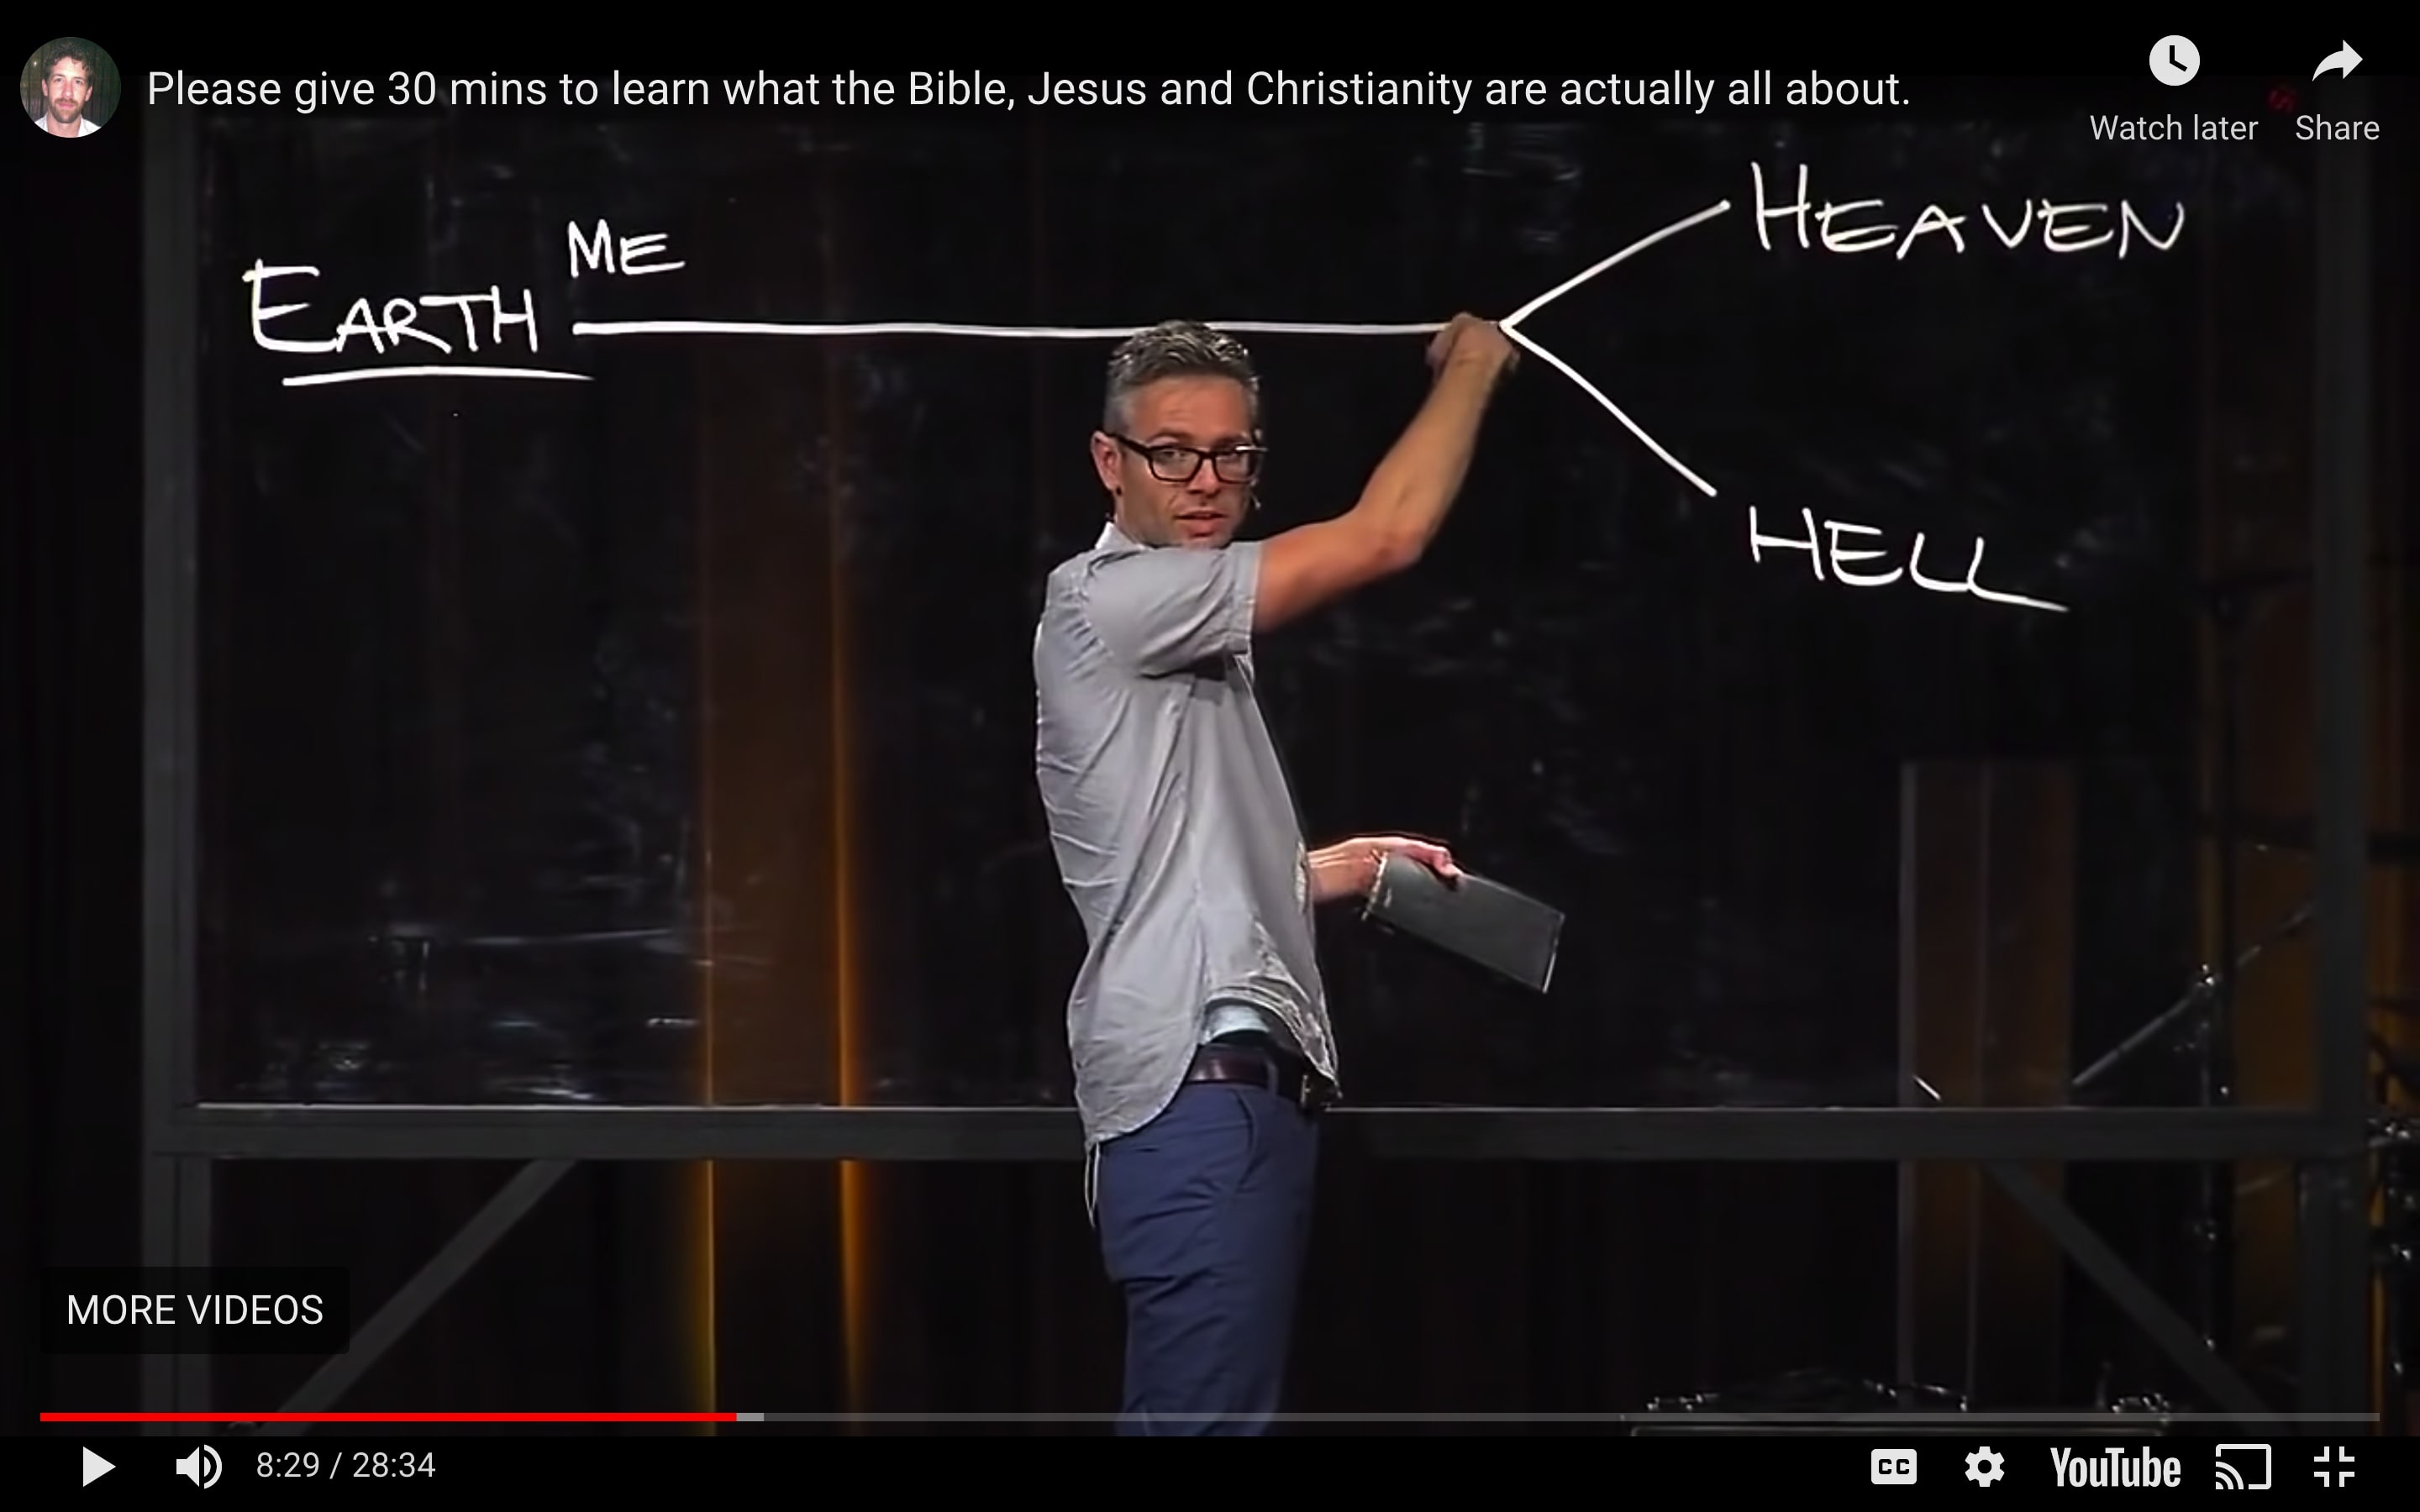 Please give 30 mins to learn what the Bible, Jesus and Christianity are actually all about.
Watch later
Share
HEAVEN
ME
EARTH
HELL
MORE VIDEOS
8:29 / 28:34
CC
YouTube